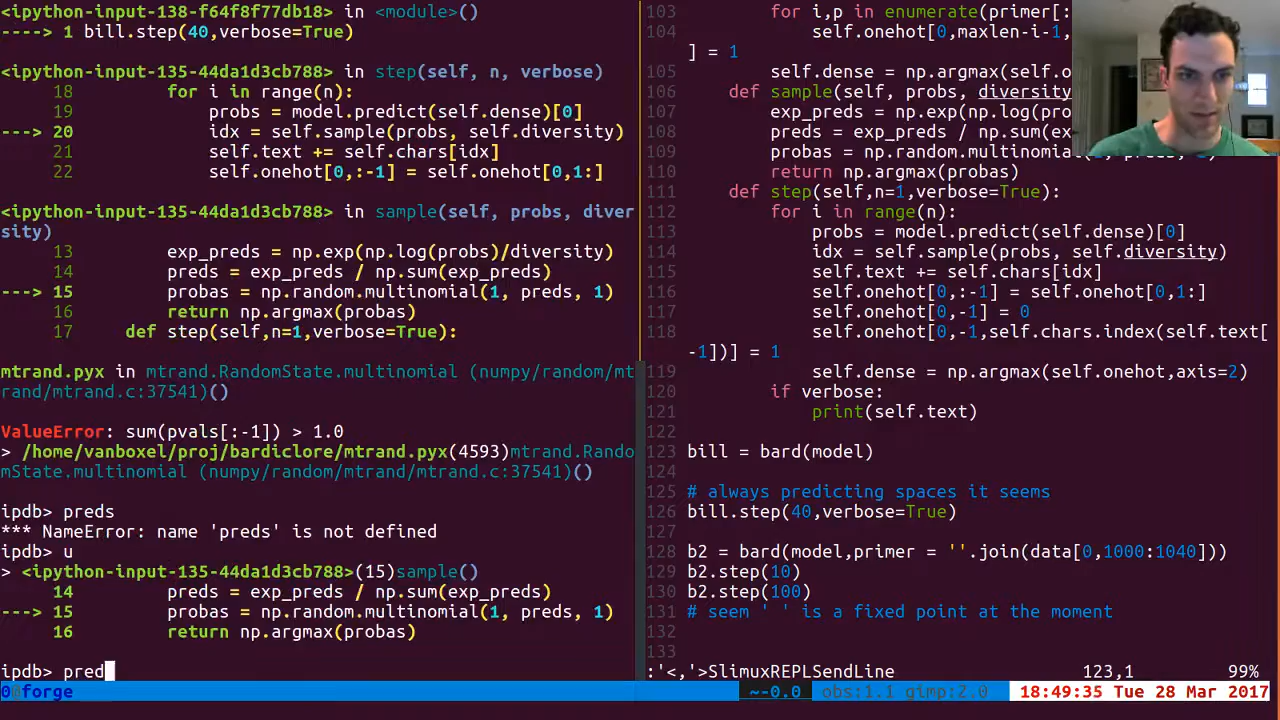 <ipython-input-138-f64f8f77db18> in <module>()
----> 1 bill.step(40,verbose=True)
<ipython-input-135-44da1d3cb788> in step(self, n, verbose)
18 for i in range(n):
19 probs = model.predict(self.dense)[0]
---> 20 idx = self.sample(probs, self.diversity)
21 self.text += self.chars[idx]
22 self.onehot[0,:-1] = self.onehot[0,1:]
<ipython-input-135-44da1d3cb788> in sample(self, probs, diver
sity)
13 exp_preds = np.exp(np.log(probs)/diversity)
14 preds = exp_preds / np.sum(exp_preds)
---> 15 probas = np.random.multinomial(1, preds, 1)
16 return np.argmax(probas)
17 def step(self,n=1,verbose=True):
mtrand.pyx in mtrand.RandomState.multinomial (numpy/random/mt
rand/mtrand.c:37541)()
ValueError: sum(pvals[:-1]) > 1.0
> /home/vanboxel/proj/bardiclore/mtrand.pyx(4593)mtrand.Rando
mState.multinomial (numpy/random/mtrand/mtrand.c:37541)()
ipdb> preds
*** NameError: name 'preds' is not defined
ipdb> u
> <ipython-input-135-44da1d3cb788>(15)sample()
14 preds = exp_preds / np.sum(exp_preds)
---> 15 probas = np.random.multinomial(1, preds, 1)
16 return np.argmax(probas)
ipdb> pred
103 for i,p in enumerate(primer[:
104 self.onehot[0,maxlen-i-1,
] = 1
105 self.dense = np.argmax(self.o
106 def sample(self, probs, diversity
107 exp_preds = np.exp(np.log(pro
108 preds = exp_preds / np.sum(ex
109 probas = np.random.multinomial
110 return np.argmax(probas)
111 def step(self,n=1,verbose=True):
112 for i in range(n):
113 probs = model.predict(self.dense)[0]
114 idx = self.sample(probs, self.diversity)
115 self.text += self.chars[idx]
116 self.onehot[0,:-1] = self.onehot[0,1:]
117 self.onehot[0,-1] = 0
118 self.onehot[0,-1,self.chars.index(self.text[
-1])] = 1
119 self.dense = np.argmax(self.onehot,axis=2)
120 if verbose:
121 print(self.text)
122
123 bill = bard(model)
124
125 # always predicting spaces it seems
126 bill.step(40,verbose=True)
127
128 b2 = bard(model,primer = ''.join(data[0,1000:1040]))
129 b2.step(10)
130 b2.step(100)
131 # seem ' ' is a fixed point at the moment
132
133
:'<,'>SlimuxREPLSendLine 123,1 99%
0@forge ~-0.0 obs:1.1 gimp:2.0 18:49:35 Tue 28 Mar 2017